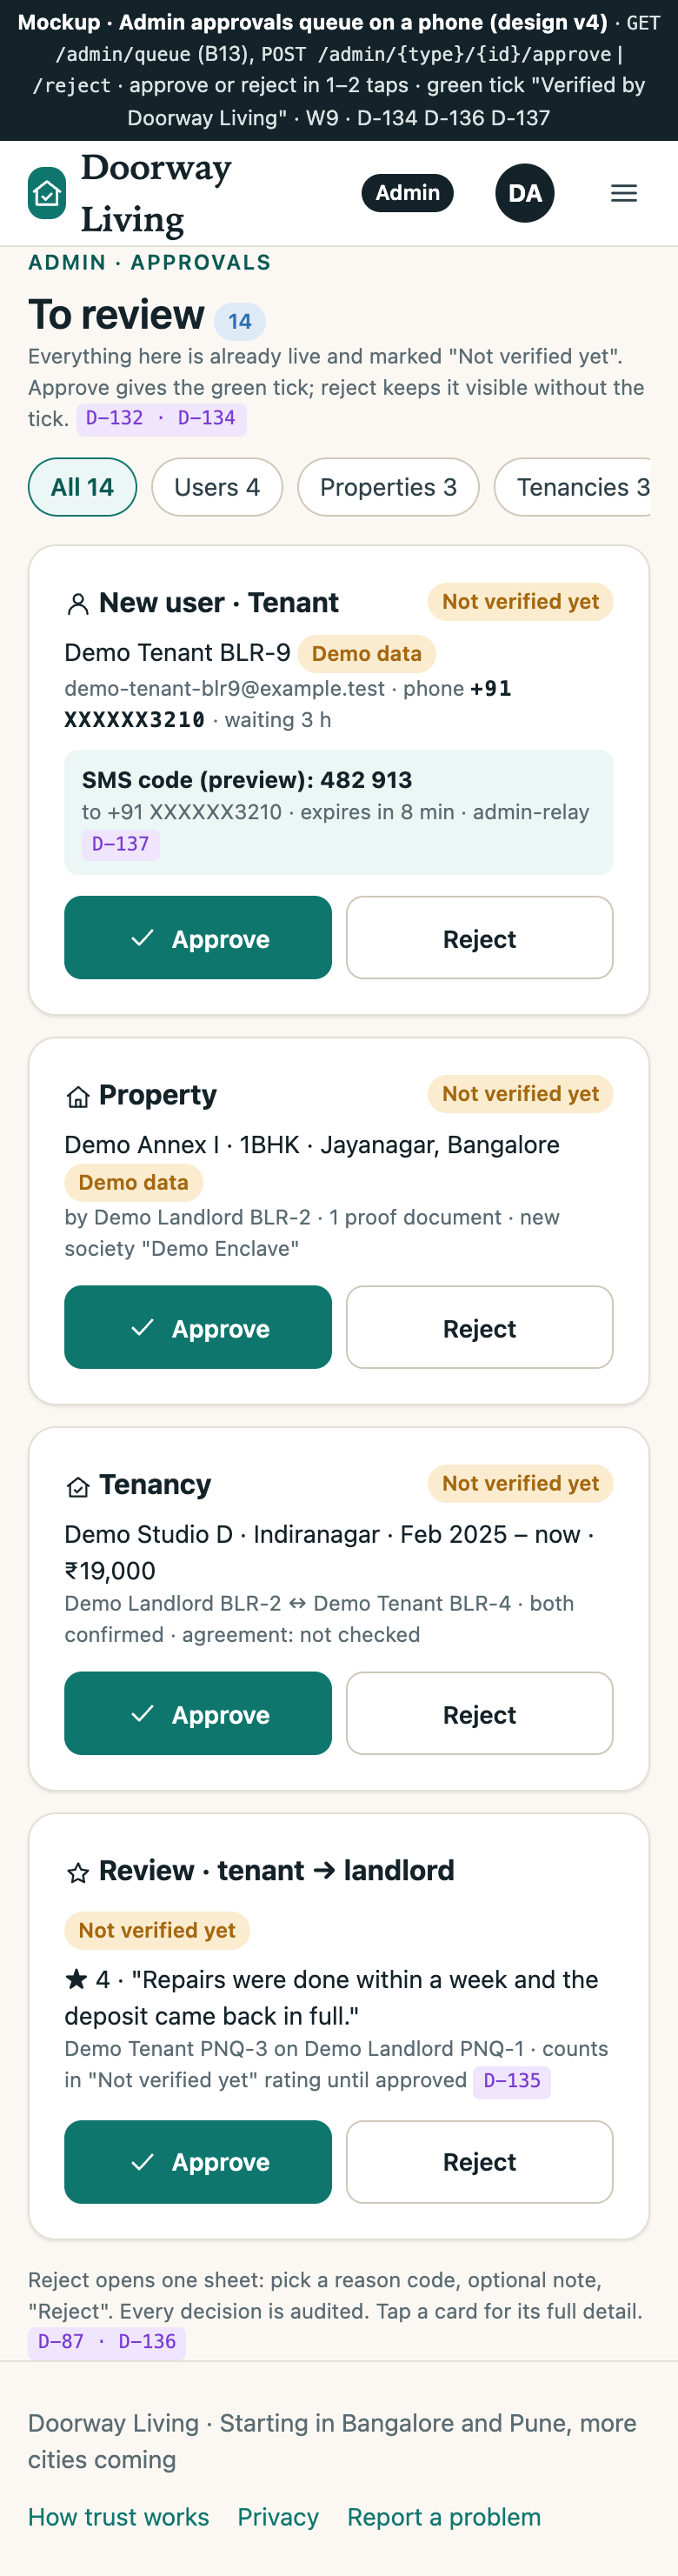 Mockup · Admin approvals queue on a phone (design v4) · GET
/admin/queue (B13), POST /admin/{type}/{id}/approve |
/reject · approve or reject in 1–2 taps · green tick "Verified by
Doorway Living" · W9 · D-134 D-136 D-137
Doorway
Living
Admin
DA
ADMIN · APPROVALS
To review 14
Everything here is already live and marked "Not verified yet".
Approve gives the green tick; reject keeps it visible without the
tick. D-132 · D-134
All 14 Users 4 Properties 3 Tenancies 3
New user · Tenant Not verified yet
Demo Tenant BLR-9 Demo data
demo-tenant-blr9@example.test · phone +91
XXXXXX3210 · waiting 3 h
SMS code (preview): 482 913
to +91 XXXXXX3210 · expires in 8 min · admin-relay
D-137
Approve Reject
Property Not verified yet
Demo Annex I · 1BHK · Jayanagar, Bangalore
Demo data
by Demo Landlord BLR-2 · 1 proof document · new
society "Demo Enclave"
Approve Reject
Tenancy Not verified yet
Demo Studio D · Indiranagar · Feb 2025 – now ·
₹19,000
Demo Landlord BLR-2 ↔ Demo Tenant BLR-4 · both
confirmed · agreement: not checked
Approve Reject
Review · tenant → landlord
Not verified yet
★ 4 · "Repairs were done within a week and the
deposit came back in full."
Demo Tenant PNQ-3 on Demo Landlord PNQ-1 · counts
in "Not verified yet" rating until approved D-135
Approve Reject
Reject opens one sheet: pick a reason code, optional note,
"Reject". Every decision is audited. Tap a card for its full detail.
D-87 · D-136
Doorway Living · Starting in Bangalore and Pune, more
cities coming
How trust works Privacy Report a problem